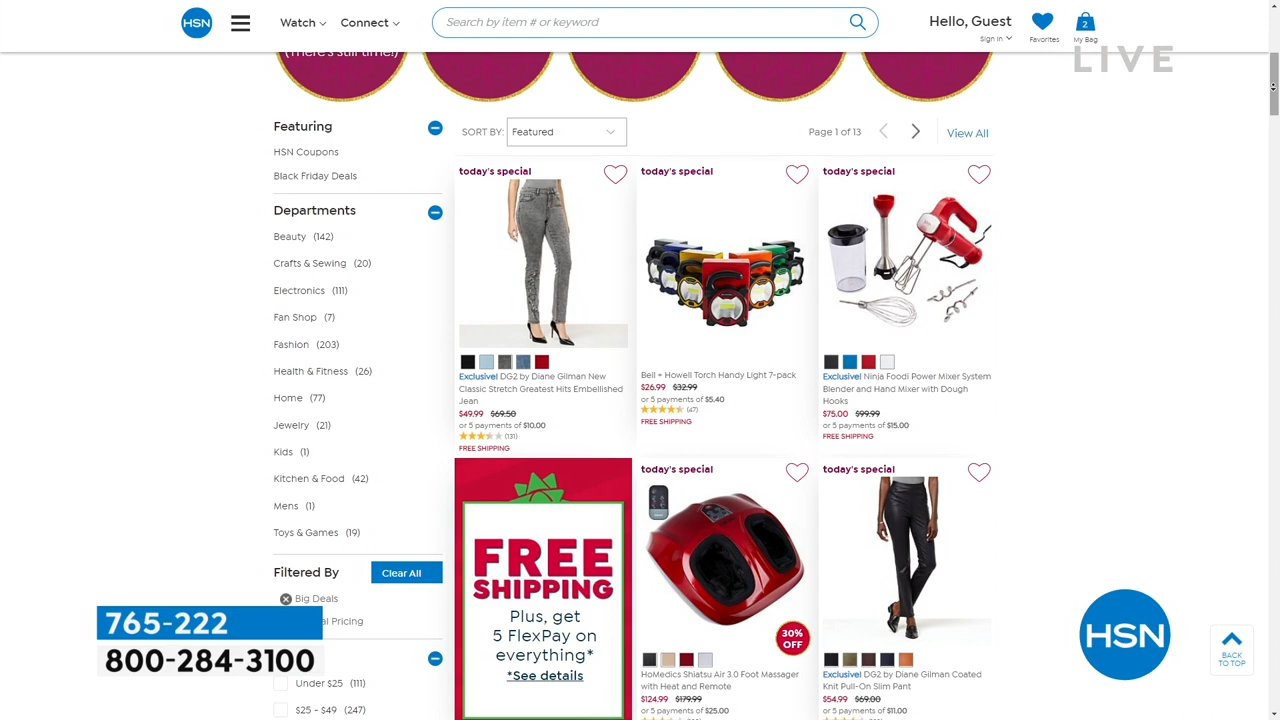 HSN
Watch
Connect
Search by item # or keyword
Hello, Guest
Sign In
Favorites
2
My Bag
LIVE
(There's still time!)
Featuring
HSN Coupons
Black Friday Deals
Departments
Beauty (142)
Crafts & Sewing (20)
Electronics (111)
Fan Shop (7)
Fashion (203)
Health & Fitness (26)
Home (77)
Jewelry (21)
Kids (1)
Kitchen & Food (42)
Mens (1)
Toys & Games (19)
Filtered By
Clear All
Big Deals
al Pricing
Under $25 (111)
$25 - $49 (247)
765-222
800-284-3100
SORT BY: Featured
Page 1 of 13
View All
today's special
Exclusive! DG2 by Diane Gilman New
Classic Stretch Greatest Hits Embellished
Jean
$49.99 $69.50
or 5 payments of $10.00
(131)
FREE SHIPPING
today's special
Bell + Howell Torch Handy Light 7-pack
$26.99 $32.99
or 5 payments of $5.40
(47)
FREE SHIPPING
today's special
Exclusive! Ninja Foodi Power Mixer System
Blender and Hand Mixer with Dough
Hooks
$75.00 $99.99
or 5 payments of $15.00
FREE SHIPPING
FREE
SHIPPING
Plus, get
5 FlexPay on
everything*
*See details
today's special
30%
OFF
HoMedics Shiatsu Air 3.0 Foot Massager
with Heat and Remote
$124.99 $179.99
or 5 payments of $25.00
today's special
Exclusive! DG2 by Diane Gilman Coated
Knit Pull-On Slim Pant
$54.99 $69.00
or 5 payments of $11.00
HSN
BACK
TO TOP